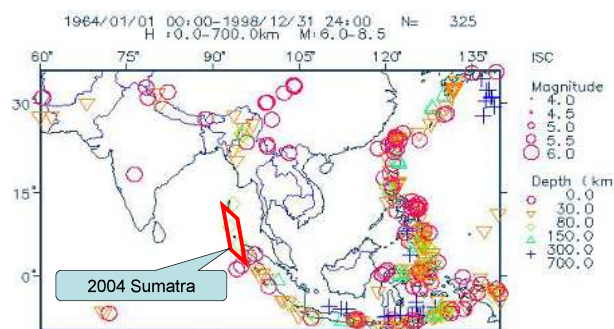 1964/01/01 00:00-1998/12/31 24:00 N= 325
H :0.0-700.0km M:6.0-8.5
60° 75° 90° 105° 120° 135°
30°
15°
0°
2004 Sumatra
ISC
Magnitude
4.0
4.5
5.0
5.5
6.0
Depth (km
0.0
30.0
80.0
150.0
300.0
700.0